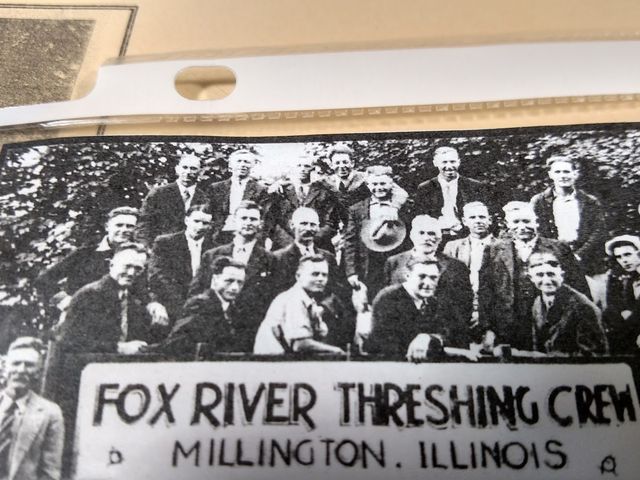 FOX RIVER THRESHING CREW
MILLINGTON. ILLINOIS